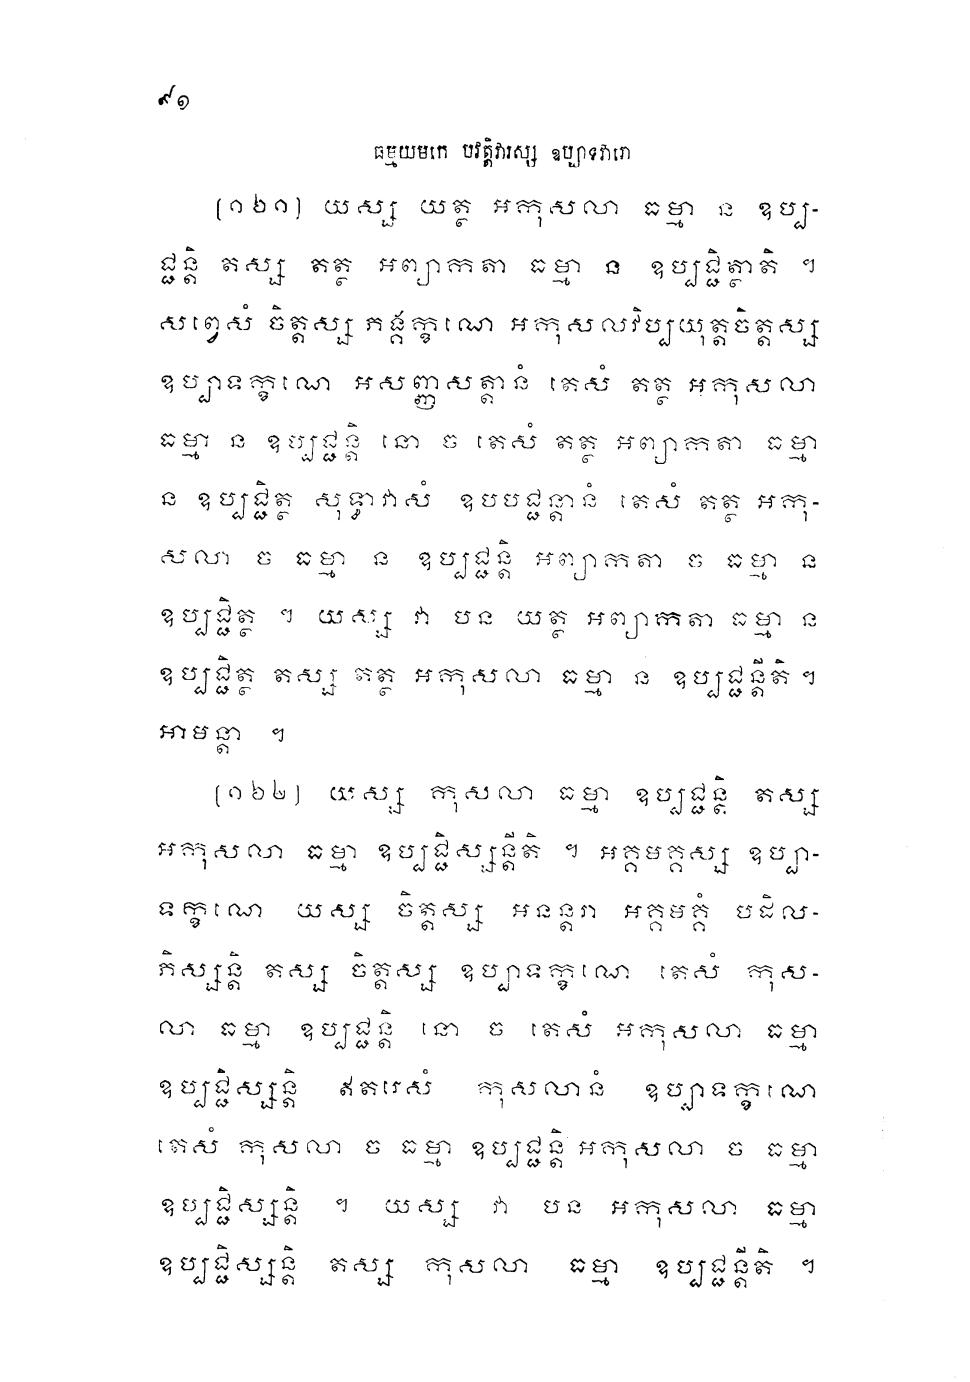 ៩១
ធម្មយមកេ បវត្តិវារស្ស ឧប្បាទវារោ
(១២១) យស្ស យត្ថ អកុសលា ធម្មា ន ឧប្ប-
ជ្ជន្តិ តស្ស តត្ថ អព្យាកតា ធម្មា ន ឧប្បជ្ជិត្ថាតិ ។
សព្វេសំ ចិត្តស្ស ភង្គក្ខណេ អកុសលវិប្បយុត្តចិត្តស្ស
ឧប្បាទក្ខណេ អសញ្ញសត្តានំ តេសំ តត្ថ អកុសលា
ធម្មា ន ឧប្បជ្ជន្តិ នោ ច តេសំ តត្ថ អព្យាកតា ធម្មា
ន ឧប្បជ្ជិត្ថ សុទ្ធាវាសំ ឧបបជ្ជន្តានំ តេសំ តត្ថ អកុ-
សលា ច ធម្មា ន ឧប្បជ្ជន្តិ អព្យាកតា ច ធម្មា ន
ឧប្បជ្ជិត្ថ ។ យស្ស វា បន យត្ថ អព្យាកតា ធម្មា ន
ឧប្បជ្ជិត្ថ តស្ស តត្ថ អកុសលា ធម្មា ន ឧប្បជ្ជន្តីតិ ។
អាមន្តា ។
(១២២) យស្ស កុសលា ធម្មា ឧប្បជ្ជន្តិ តស្ស
អកុសលា ធម្មា ឧប្បជ្ជិស្សន្តីតិ ។ អគ្គមគ្គស្ស ឧប្បា-
ទក្ខណេ យស្ស ចិត្តស្ស អនន្តរា អគ្គមគ្គំ បដិល-
ភិស្សន្តិ តស្ស ចិត្តស្ស ឧប្បាទក្ខណេ តេសំ កុស-
លា ធម្មា ឧប្បជ្ជន្តិ នោ ច តេសំ អកុសលា ធម្មា
ឧប្បជ្ជិស្សន្តិ ឥតរេសំ កុសលានំ ឧប្បាទក្ខណេ
តេសំ កុសលា ច ធម្មា ឧប្បជ្ជន្តិ អកុសលា ច ធម្មា
ឧប្បជ្ជិស្សន្តិ ។ យស្ស វា បន អកុសលា ធម្មា
ឧប្បជ្ជិស្សន្តិ តស្ស កុសលា ធម្មា ឧប្បជ្ជន្តីតិ ។